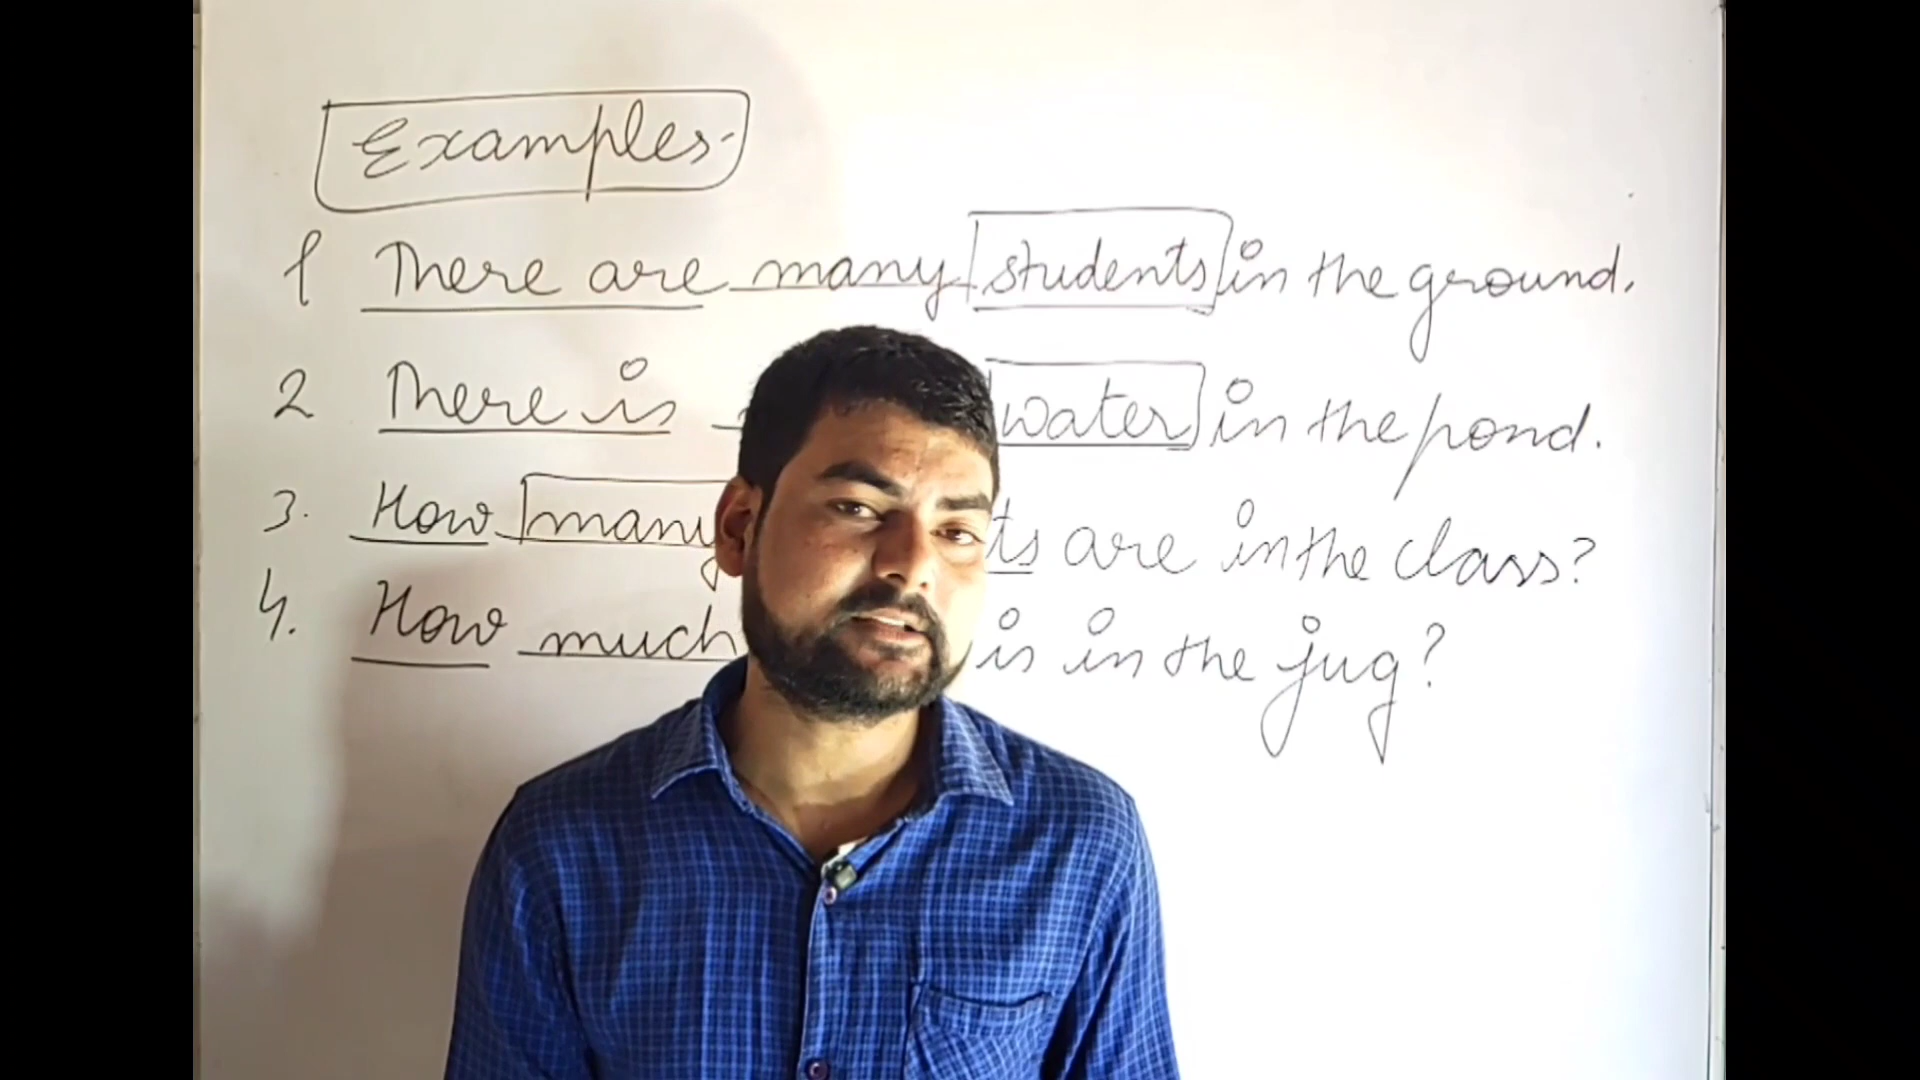 Examples-
1 There are many students in the ground.
2 There is water in the pond.
3. How many ts are in the class?
4. How much is in the jug?